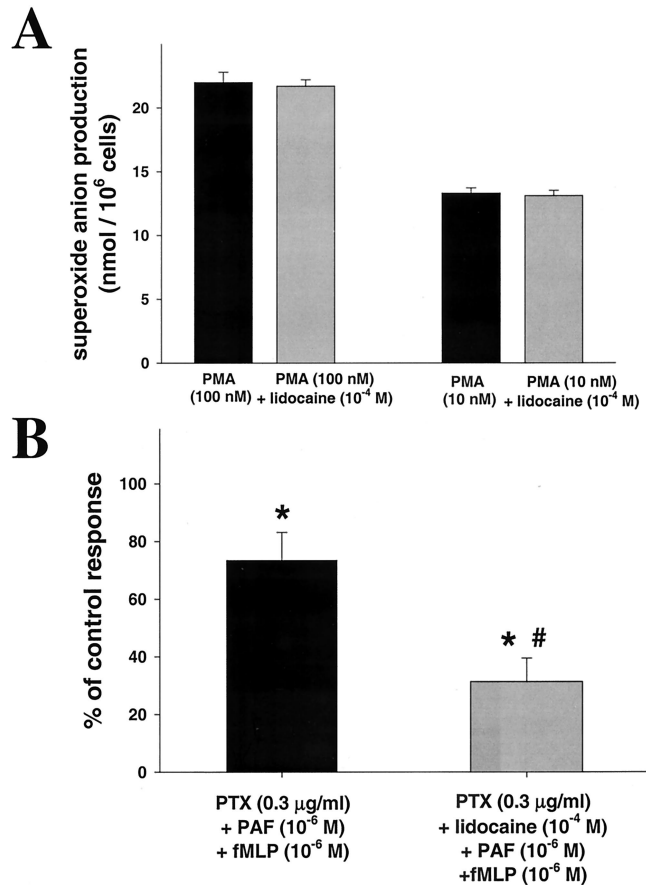 A
superoxide anion production
(nmol / 10⁶ cells)
20
15
10
5
0
PMA
(100 nM)
PMA (100 nM)
+ lidocaine (10⁻⁴ M)
PMA
(10 nM)
PMA (10 nM)
+ lidocaine (10⁻⁴ M)
B
% of control response
100
80
60
40
20
0
*
* #
PTX (0.3 µg/ml)
+ PAF (10⁻⁶ M)
+ fMLP (10⁻⁶ M)
PTX (0.3 µg/ml)
+ lidocaine (10⁻⁴ M)
+ PAF (10⁻⁶ M)
+fMLP (10⁻⁶ M)